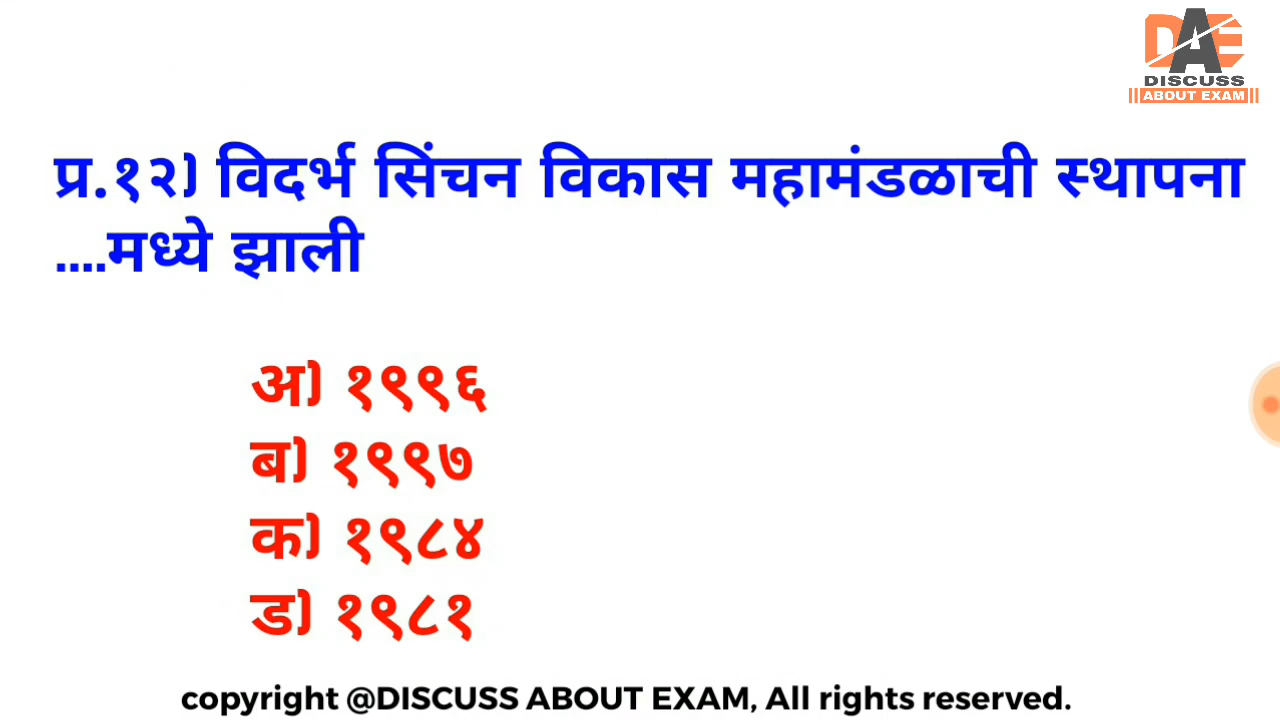 DAE
DISCUSS
ABOUT EXAM
प्र.१२) विदर्भ सिंचन विकास महामंडळाची स्थापना
....मध्ये झाली
अ) १९९६
ब) १९९७
क) १९८४
ड) १९८१
copyright @DISCUSS ABOUT EXAM, All rights reserved.